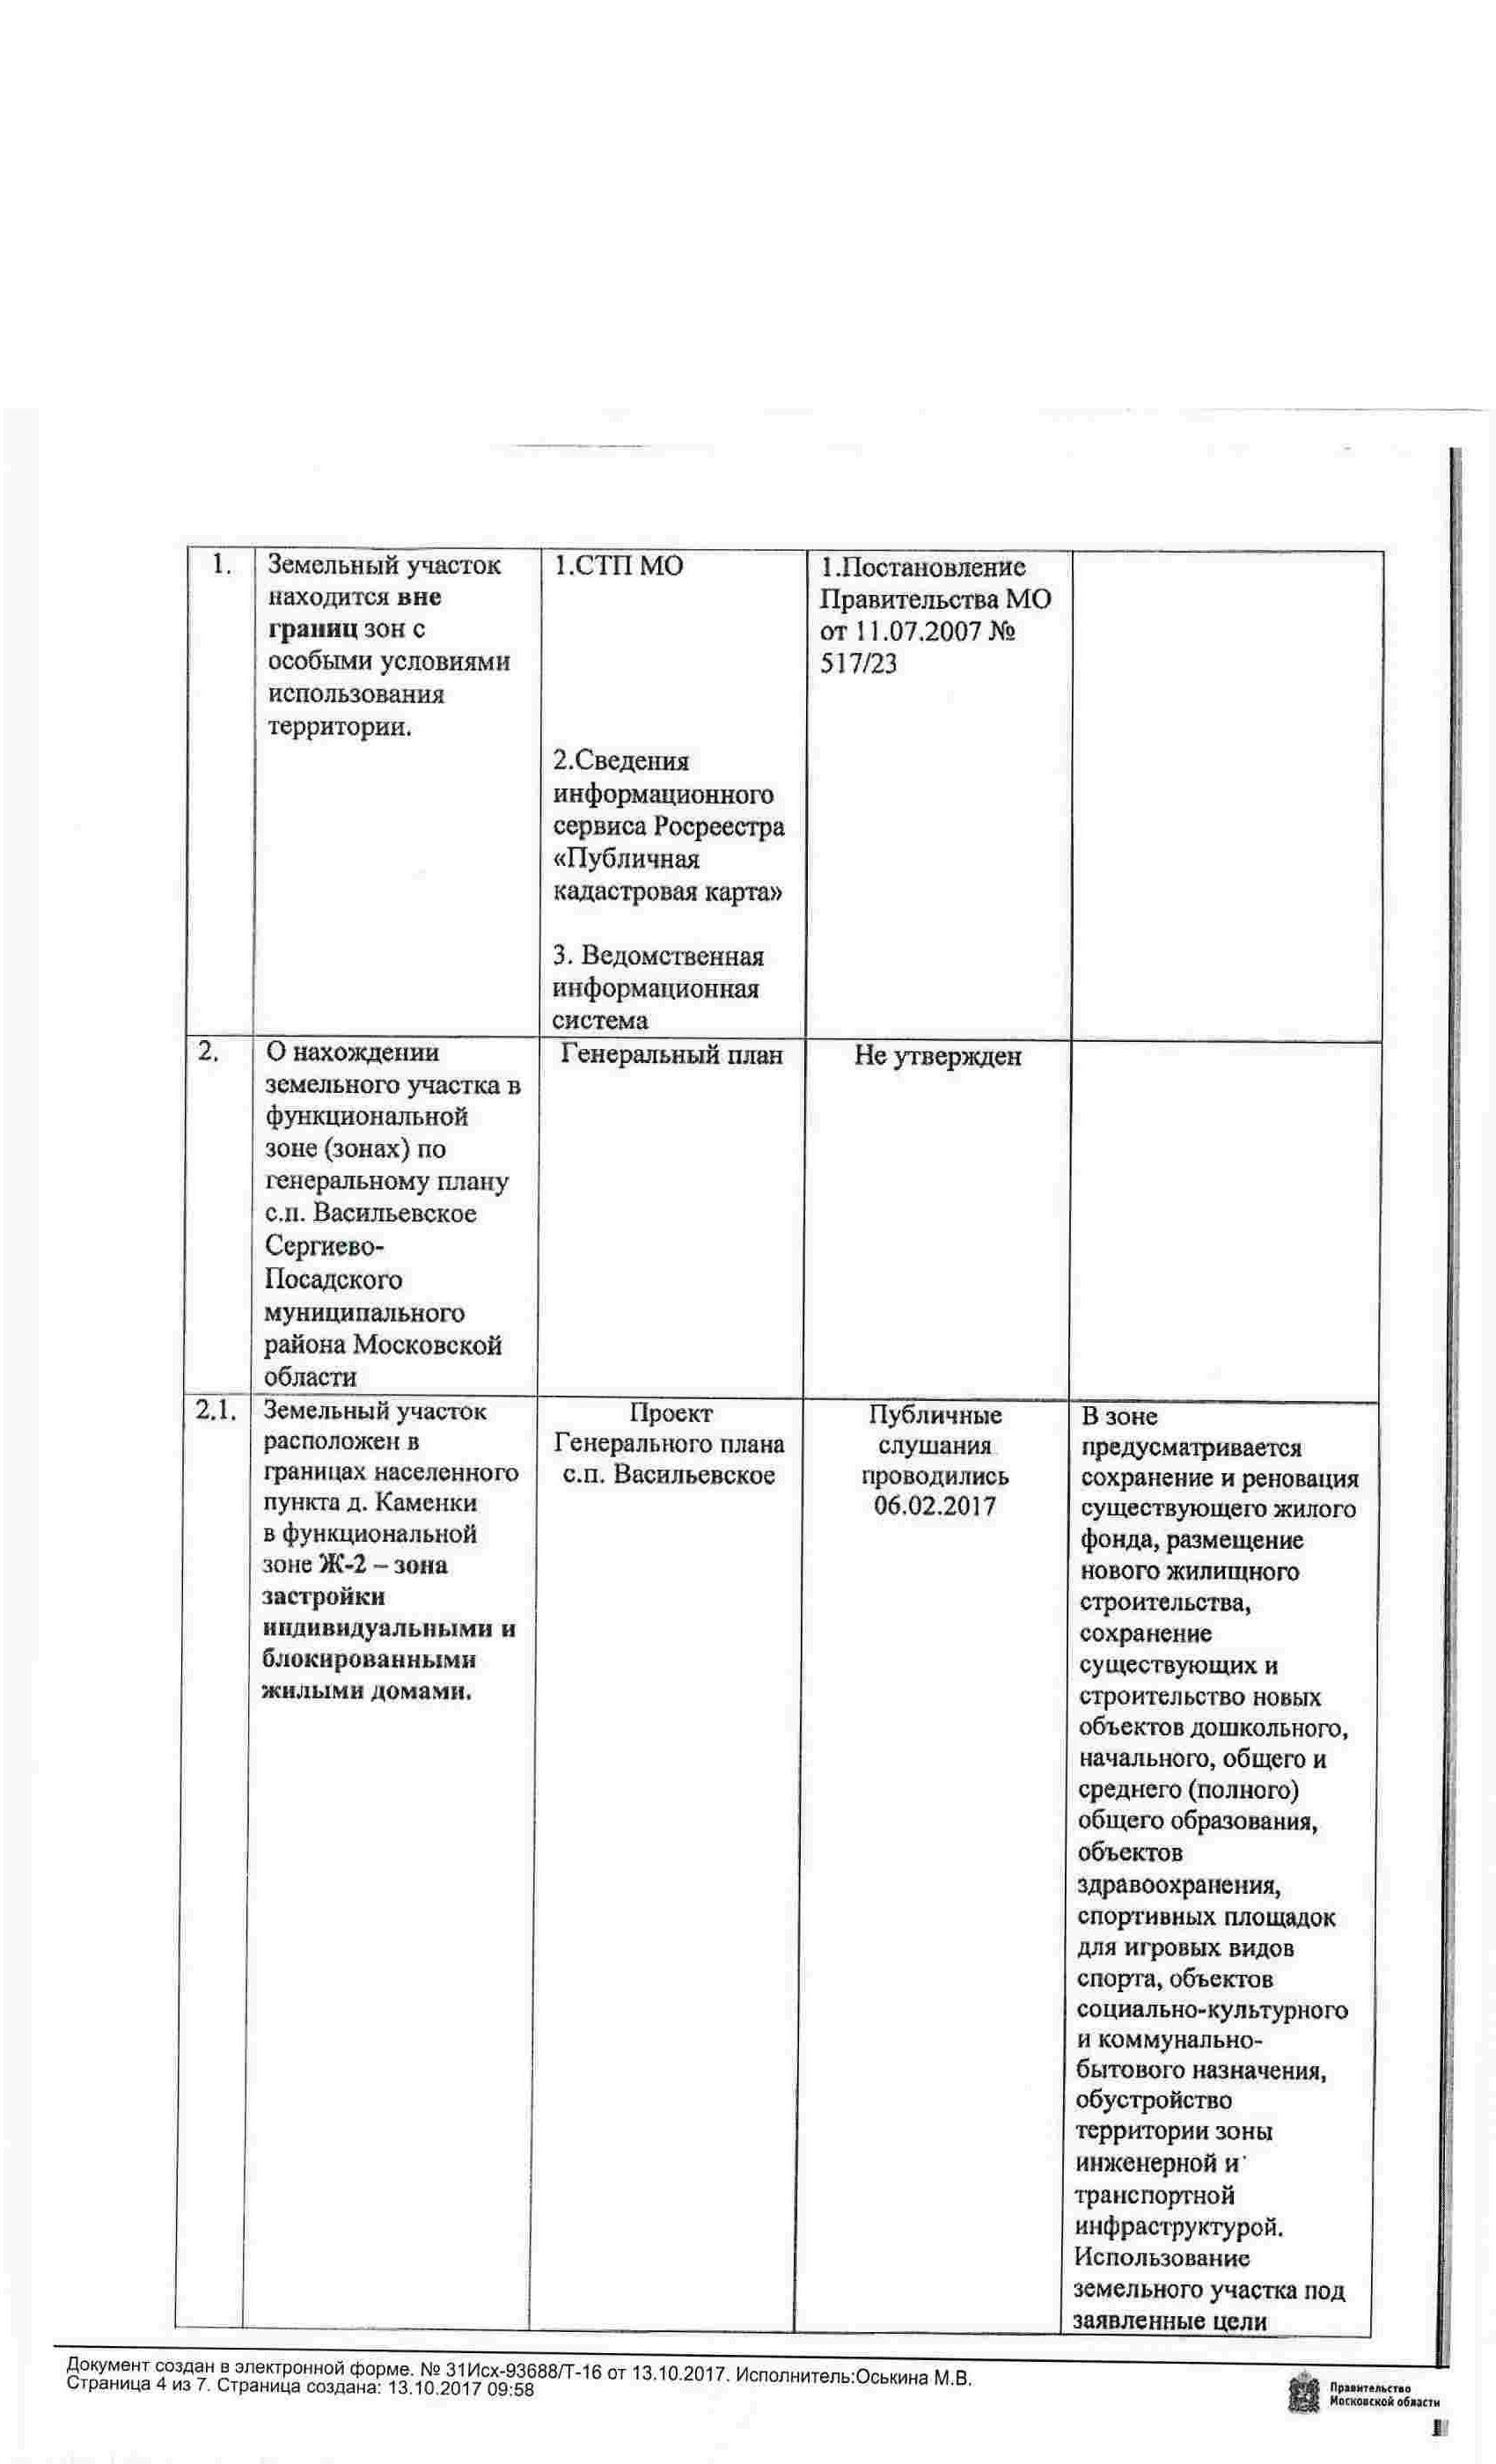 1.
Земельный участок
находится вне
границ зон с
особыми условиями
использования
территории.
1.СТП МО
2.Сведения
информационного
сервиса Росреестра
«Публичная
кадастровая карта»
3. Ведомственная
информационная
система
1.Постановление
Правительства МО
от 11.07.2007 №
517/23
2.
О нахождении
земельного участка в
функциональной
зоне (зонах) по
генеральному плану
с.п. Васильевское
Сергиево-
Посадского
муниципального
района Московской
области
Генеральный план
Не утвержден
2.1.
Земельный участок
расположен в
границах населенного
пункта д. Каменки
в функциональной
зоне Ж-2 – зона
застройки
индивидуальными и
блокированными
жилыми домами.
Проект
Генерального плана
с.п. Васильевское
Публичные
слушания
проводились
06.02.2017
В зоне
предусматривается
сохранение и реновация
существующего жилого
фонда, размещение
нового жилищного
строительства,
сохранение
существующих и
строительство новых
объектов дошкольного,
начального, общего и
среднего (полного)
общего образования,
объектов
здравоохранения,
спортивных площадок
для игровых видов
спорта, объектов
социально-культурного
и коммунально-
бытового назначения,
обустройство
территории зоны
инженерной и
транспортной
инфраструктурой.
Использование
земельного участка под
заявленные цели
Документ создан в электронной форме. № 31Исх-93688/Т-16 от 13.10.2017. Исполнитель:Оськина М.В.
Страница 4 из 7. Страница создана: 13.10.2017 09:58
Правительство
Московской области